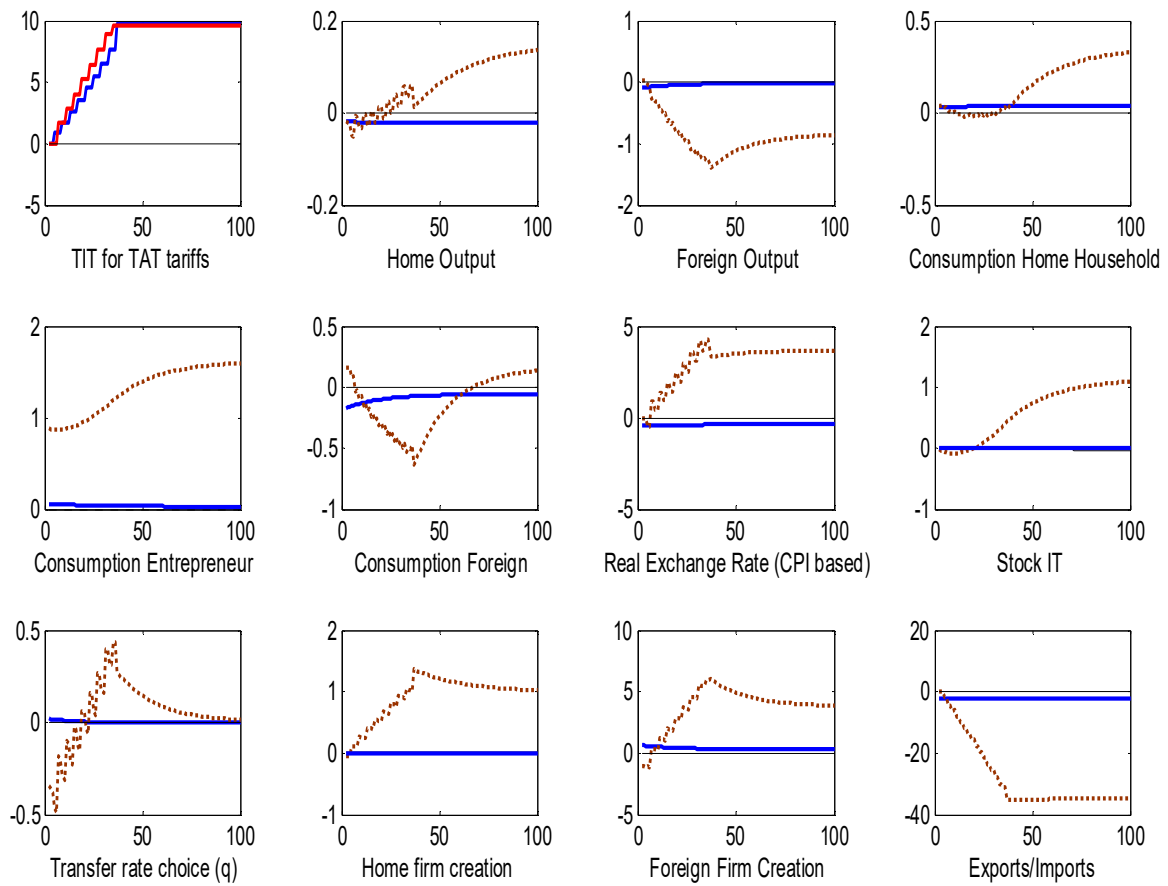 10
5
0
-5
0 50 100
TIT for TAT tariffs
0.2
0
-0.2
0 50 100
Home Output
1
0
-1
-2
0 50 100
Foreign Output
0.5
0
-0.5
0 50 100
Consumption Home Household
2
1
0
0 50 100
Consumption Entrepreneur
0.5
0
-0.5
-1
0 50 100
Consumption Foreign
5
0
-5
0 50 100
Real Exchange Rate (CPI based)
2
1
0
-1
0 50 100
Stock IT
0.5
0
-0.5
0 50 100
Transfer rate choice (q)
2
1
0
-1
0 50 100
Home firm creation
10
5
0
-5
0 50 100
Foreign Firm Creation
20
0
-20
-40
0 50 100
Exports/Imports